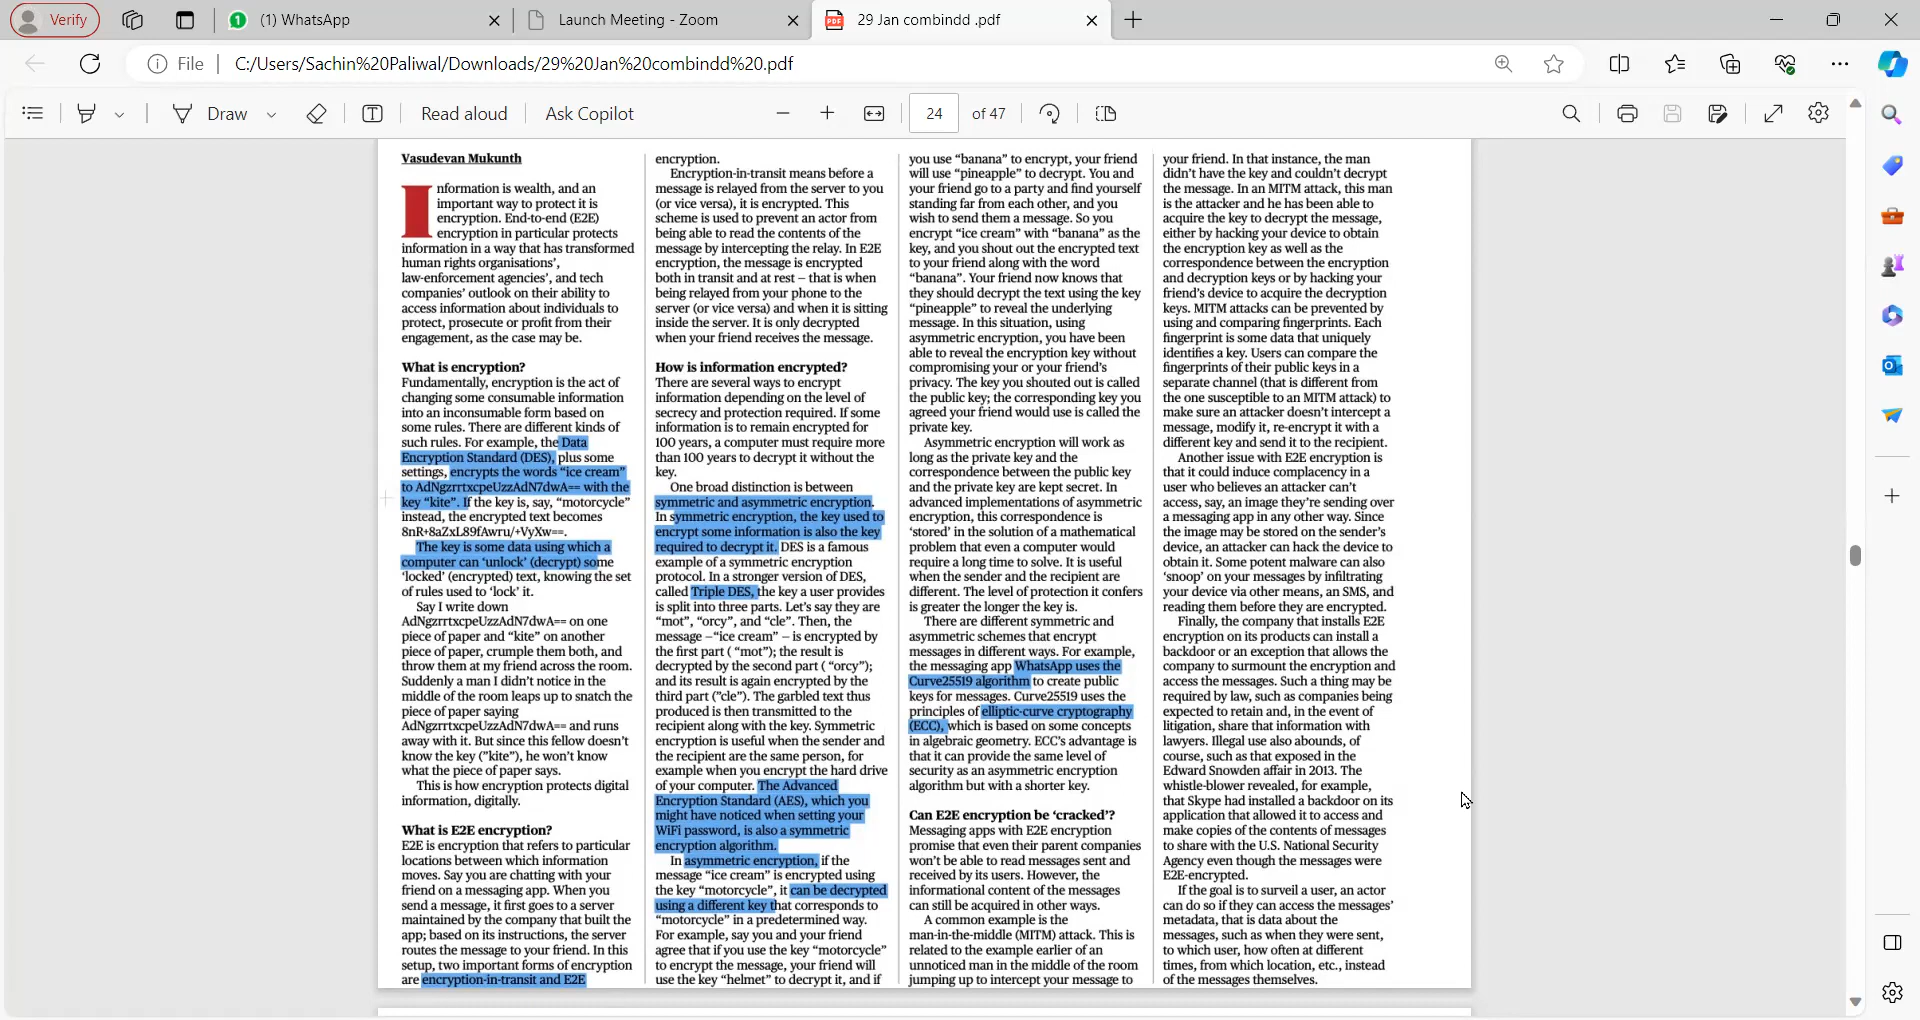 Verify
1
(1) WhatsApp
Launch Meeting - Zoom
PDF
29 Jan combindd .pdf
File
C:/Users/Sachin%20Paliwal/Downloads/29%20Jan%20combindd%20.pdf
Draw
Read aloud
Ask Copilot
24
of 47
Vasudevan Mukunth
Information is wealth, and an
important way to protect it is
encryption. End-to-end (E2E)
encryption in particular protects
information in a way that has transformed
human rights organisations’,
law-enforcement agencies’, and tech
companies’ outlook on their ability to
access information about individuals to
protect, prosecute or profit from their
engagement, as the case may be.
What is encryption?
Fundamentally, encryption is the act of
changing some consumable information
into an inconsumable form based on
some rules. There are different kinds of
such rules. For example, the Data
Encryption Standard (DES), plus some
settings, encrypts the words “ice cream”
to AdNgzrrtxcpeUzzAdN7dwA== with the
key “kite”. If the key is, say, “motorcycle”
instead, the encrypted text becomes
8nR+8aZxL89fAwru/+VyXw==.
The key is some data using which a
computer can ‘unlock’ (decrypt) some
‘locked’ (encrypted) text, knowing the set
of rules used to ‘lock’ it.
Say I write down
AdNgzrrtxcpeUzzAdN7dwA== on one
piece of paper and “kite” on another
piece of paper, crumple them both, and
throw them at my friend across the room.
Suddenly a man I didn’t notice in the
middle of the room leaps up to snatch the
piece of paper saying
AdNgzrrtxcpeUzzAdN7dwA== and runs
away with it. But since this fellow doesn’t
know the key (”kite”), he won’t know
what the piece of paper says.
This is how encryption protects digital
information, digitally.
What is E2E encryption?
E2E is encryption that refers to particular
locations between which information
moves. Say you are chatting with your
friend on a messaging app. When you
send a message, it first goes to a server
maintained by the company that built the
app; based on its instructions, the server
routes the message to your friend. In this
setup, two important forms of encryption
are encryption-in-transit and E2E
encryption.
Encryption-in-transit means before a
message is relayed from the server to you
(or vice versa), it is encrypted. This
scheme is used to prevent an actor from
being able to read the contents of the
message by intercepting the relay. In E2E
encryption, the message is encrypted
both in transit and at rest – that is when
being relayed from your phone to the
server (or vice versa) and when it is sitting
inside the server. It is only decrypted
when your friend receives the message.
How is information encrypted?
There are several ways to encrypt
information depending on the level of
secrecy and protection required. If some
information is to remain encrypted for
100 years, a computer must require more
than 100 years to decrypt it without the
key.
One broad distinction is between
symmetric and asymmetric encryption.
In symmetric encryption, the key used to
encrypt some information is also the key
required to decrypt it. DES is a famous
example of a symmetric encryption
protocol. In a stronger version of DES,
called Triple DES, the key a user provides
is split into three parts. Let’s say they are
“mot”, “orcy”, and “cle”. Then, the
message –“ice cream” – is encrypted by
the first part ( “mot”); the result is
decrypted by the second part ( “orcy”);
and its result is again encrypted by the
third part (”cle”). The garbled text thus
produced is then transmitted to the
recipient along with the key. Symmetric
encryption is useful when the sender and
the recipient are the same person, for
example when you encrypt the hard drive
of your computer. The Advanced
Encryption Standard (AES), which you
might have noticed when setting your
WiFi password, is also a symmetric
encryption algorithm.
In asymmetric encryption, if the
message “ice cream” is encrypted using
the key “motorcycle”, it can be decrypted
using a different key that corresponds to
“motorcycle” in a predetermined way.
For example, say you and your friend
agree that if you use the key “motorcycle”
to encrypt the message, your friend will
use the key “helmet” to decrypt it, and if
you use “banana” to encrypt, your friend
will use “pineapple” to decrypt. You and
your friend go to a party and find yourself
standing far from each other, and you
wish to send them a message. So you
encrypt “ice cream” with “banana” as the
key, and you shout out the encrypted text
to your friend along with the word
“banana”. Your friend now knows that
they should decrypt the text using the key
“pineapple” to reveal the underlying
message. In this situation, using
asymmetric encryption, you have been
able to reveal the encryption key without
compromising your or your friend’s
privacy. The key you shouted out is called
the public key; the corresponding key you
agreed your friend would use is called the
private key.
Asymmetric encryption will work as
long as the private key and the
correspondence between the public key
and the private key are kept secret. In
advanced implementations of asymmetric
encryption, this correspondence is
‘stored’ in the solution of a mathematical
problem that even a computer would
require a long time to solve. It is useful
when the sender and the recipient are
different. The level of protection it confers
is greater the longer the key is.
There are different symmetric and
asymmetric schemes that encrypt
messages in different ways. For example,
the messaging app WhatsApp uses the
Curve25519 algorithm to create public
keys for messages. Curve25519 uses the
principles of elliptic-curve cryptography
(ECC), which is based on some concepts
in algebraic geometry. ECC’s advantage is
that it can provide the same level of
security as an asymmetric encryption
algorithm but with a shorter key.
Can E2E encryption be ‘cracked’?
Messaging apps with E2E encryption
promise that even their parent companies
won’t be able to read messages sent and
received by its users. However, the
informational content of the messages
can still be acquired in other ways.
A common example is the
man-in-the-middle (MITM) attack. This is
related to the example earlier of an
unnoticed man in the middle of the room
jumping up to intercept your message to
your friend. In that instance, the man
didn’t have the key and couldn’t decrypt
the message. In an MITM attack, this man
is the attacker and he has been able to
acquire the key to decrypt the message,
either by hacking your device to obtain
the encryption key as well as the
correspondence between the encryption
and decryption keys or by hacking your
friend’s device to acquire the decryption
keys. MITM attacks can be prevented by
using and comparing fingerprints. Each
fingerprint is some data that uniquely
identifies a key. Users can compare the
fingerprints of their public keys in a
separate channel (that is different from
the one susceptible to an MITM attack) to
make sure an attacker doesn’t intercept a
message, modify it, re-encrypt it with a
different key and send it to the recipient.
Another issue with E2E encryption is
that it could induce complacency in a
user who believes an attacker can’t
access, say, an image they’re sending over
a messaging app in any other way. Since
the image may be stored on the sender’s
device, an attacker can hack the device to
obtain it. Some potent malware can also
‘snoop’ on your messages by infiltrating
your device via other means, an SMS, and
reading them before they are encrypted.
Finally, the company that installs E2E
encryption on its products can install a
backdoor or an exception that allows the
company to surmount the encryption and
access the messages. Such a thing may be
required by law, such as companies being
expected to retain and, in the event of
litigation, share that information with
lawyers. Illegal use also abounds, of
course, such as that exposed in the
Edward Snowden affair in 2013. The
whistle-blower revealed, for example,
that Skype had installed a backdoor on its
application that allowed it to access and
make copies of the contents of messages
to share with the U.S. National Security
Agency even though the messages were
E2E-encrypted.
If the goal is to surveil a user, an actor
can do so if they can access the messages’
metadata, that is data about the
messages, such as when they were sent,
to which user, how often at different
times, from which location, etc., instead
of the messages themselves.